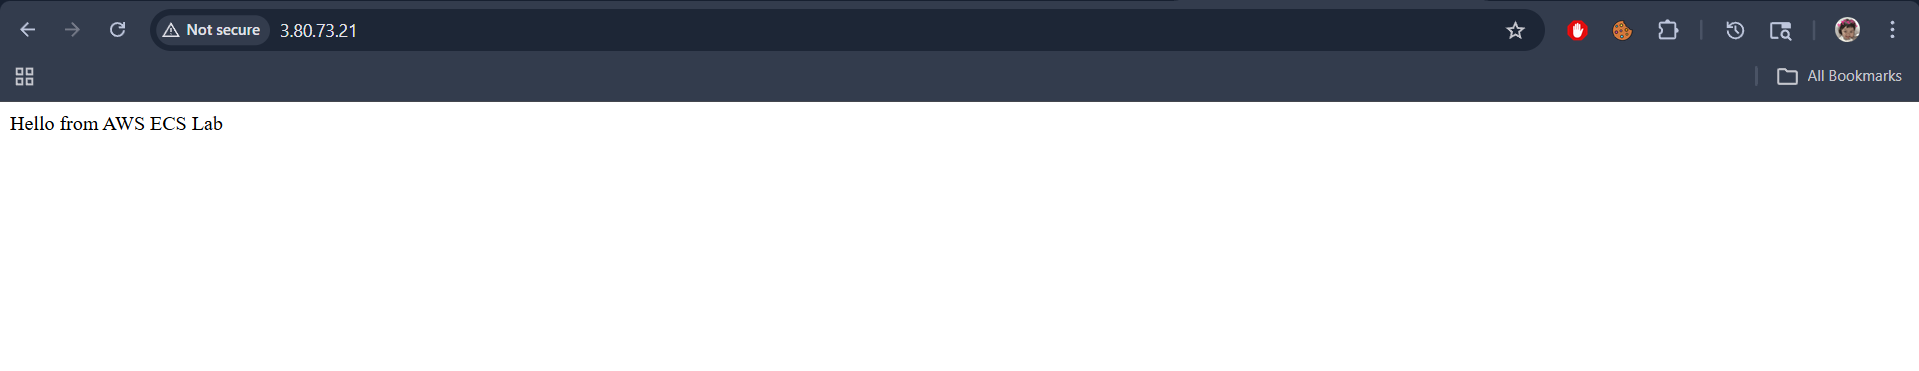 Not secure
3.80.73.21
All Bookmarks
Hello from AWS ECS Lab